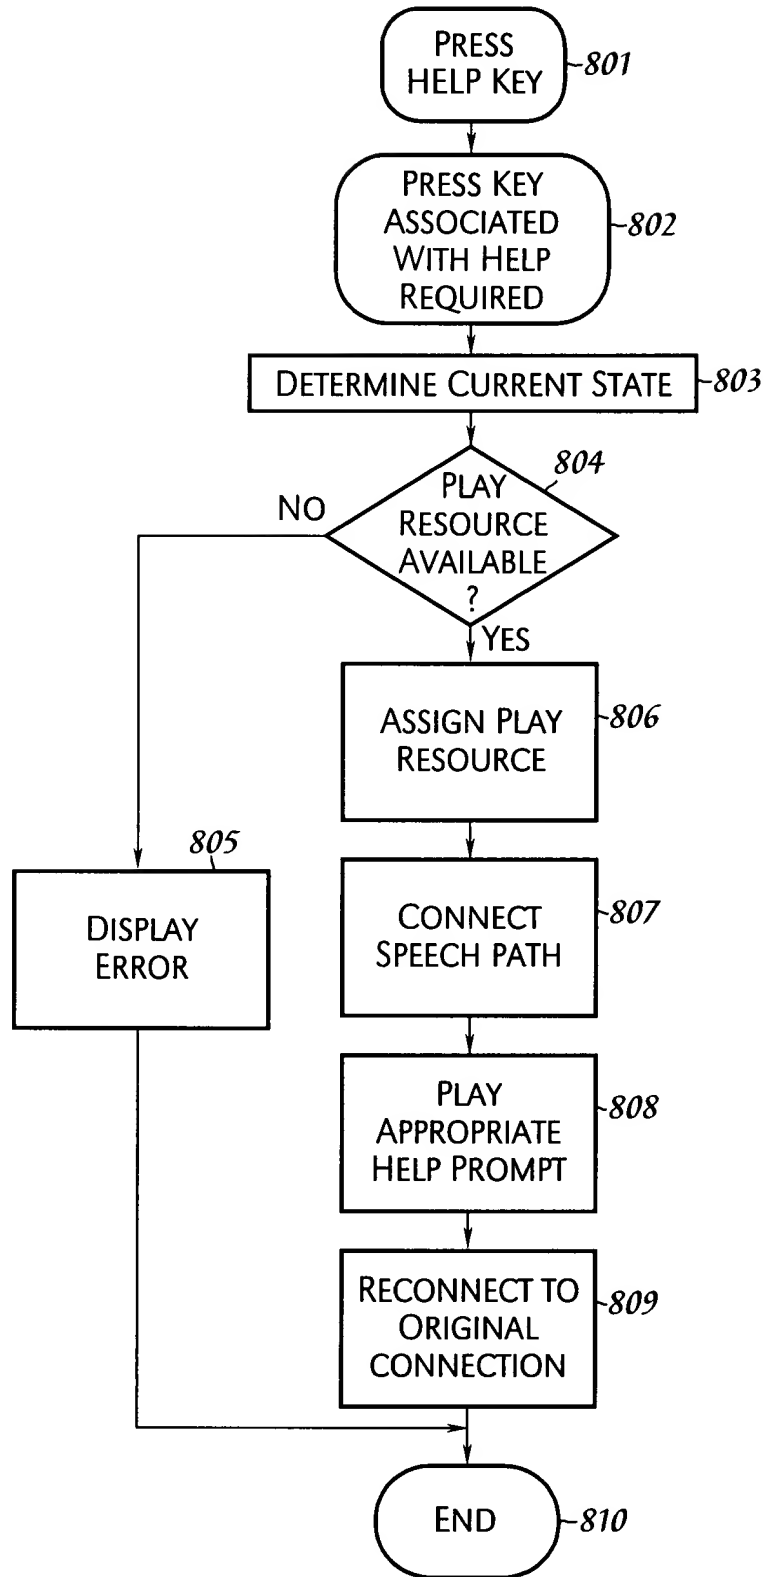 PRESS
HELP KEY
801
PRESS KEY
ASSOCIATED
WITH HELP
REQUIRED
802
DETERMINE CURRENT STATE
803
804
PLAY
RESOURCE
AVAILABLE
?
NO
YES
ASSIGN PLAY
RESOURCE
806
805
DISPLAY
ERROR
CONNECT
SPEECH PATH
807
PLAY
APPROPRIATE
HELP PROMPT
808
RECONNECT TO
ORIGINAL
CONNECTION
809
END
810